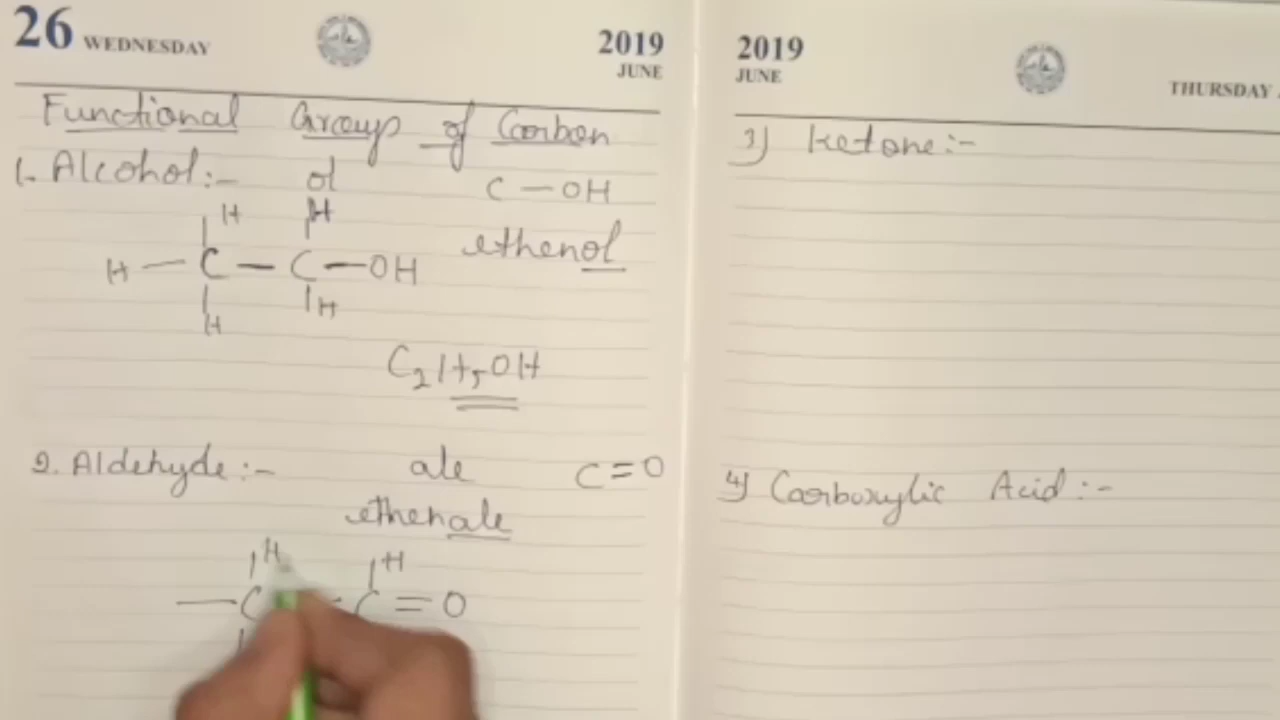 26 WEDNESDAY 2019
JUNE
Functional Group of Carbon
1. Alcohol:- ol C - OH
H H
H - C - C - OH ethenol
H H
C2H5OH
2. Aldehyde:- ale C = O
ethenale
H H
- C - C = O
2019
JUNE THURSDAY
3) Ketone:-
4) Carboxylic Acid:-